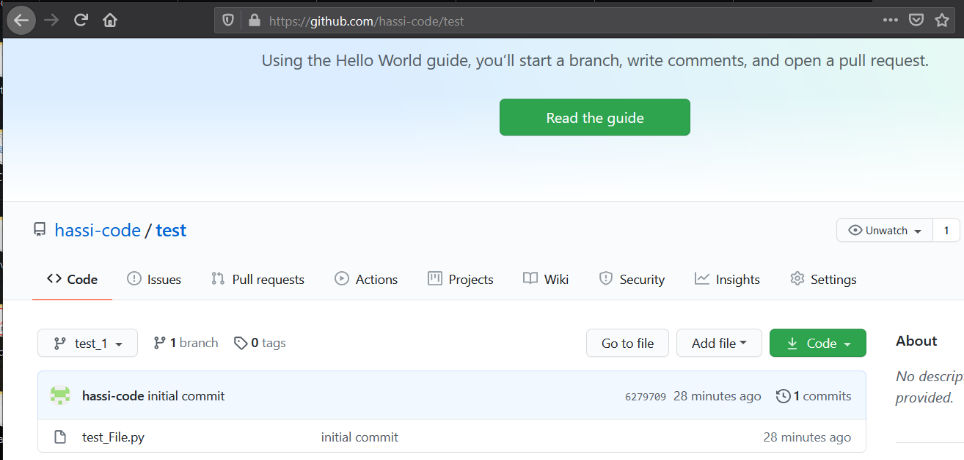 https://github.com/hassi-code/test
Using the Hello World guide, you'll start a branch, write comments, and open a pull request.
Read the guide
hassi-code / test
Unwatch 1
Code Issues Pull requests Actions Projects Wiki Security Insights Settings
test_1 1 branch 0 tags Go to file Add file Code
About
hassi-code initial commit 6279709 28 minutes ago 1 commits
No descrip
provided.
test_File.py initial commit 28 minutes ago